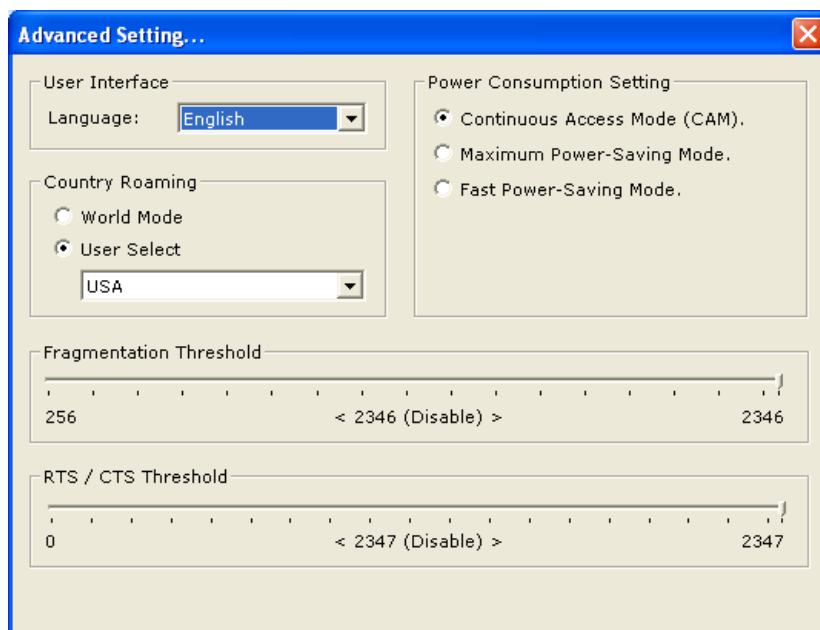 Advanced Setting...
User Interface
Language:
English
Country Roaming
World Mode
User Select
USA
Power Consumption Setting
Continuous Access Mode (CAM).
Maximum Power-Saving Mode.
Fast Power-Saving Mode.
Fragmentation Threshold
256 < 2346 (Disable) > 2346
RTS / CTS Threshold
0 < 2347 (Disable) > 2347